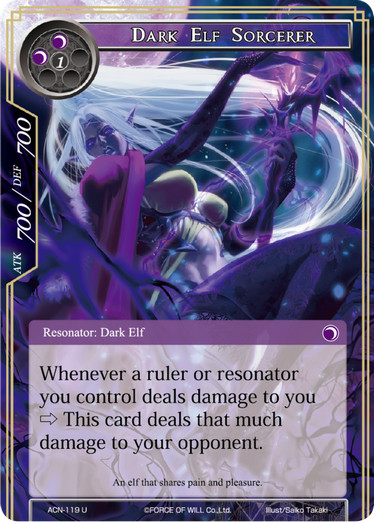 Dark Elf Sorcerer
1
ATK 700 / DEF 700
Resonator: Dark Elf
Whenever a ruler or resonator
you control deals damage to you
⇨ This card deals that much
damage to your opponent.
An elf that shares pain and pleasure.
ACN-119 U ©FORCE OF WILL Co.,Ltd. Illust/Seiko Takaki